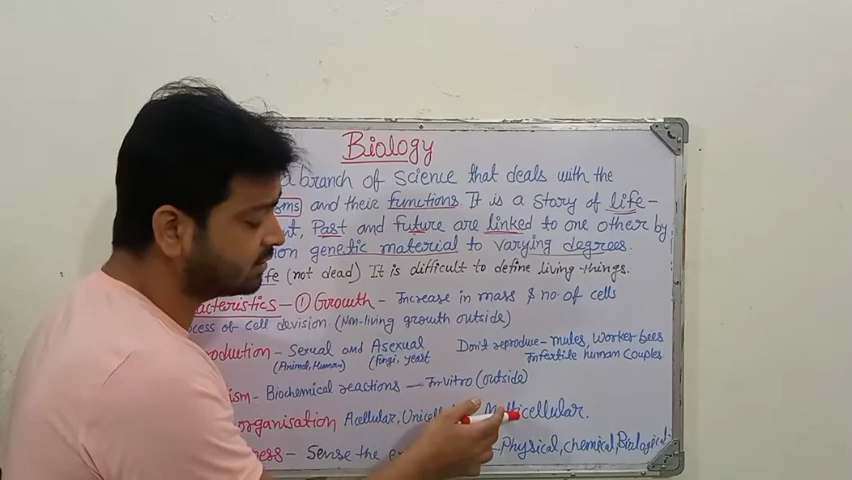 Biology
a branch of Science that deals with the
and their functions. It is a story of life -
Past and future are linked to one other by
genetic material to varying degrees.
(not dead) It is difficult to define living things.
① Growth - Increase in mass & no. of cells
of cell devision. (Non-living growth outside)
- Sexual and Asexual Don't reproduce - mules, Worker bees
(Animal, Human) (fungi, yeast Infertile human couples
Biochemical reactions - Invitro (outside)
organisation Acellular, Multicellular.
- Sense the - Physical, chemical, Biological